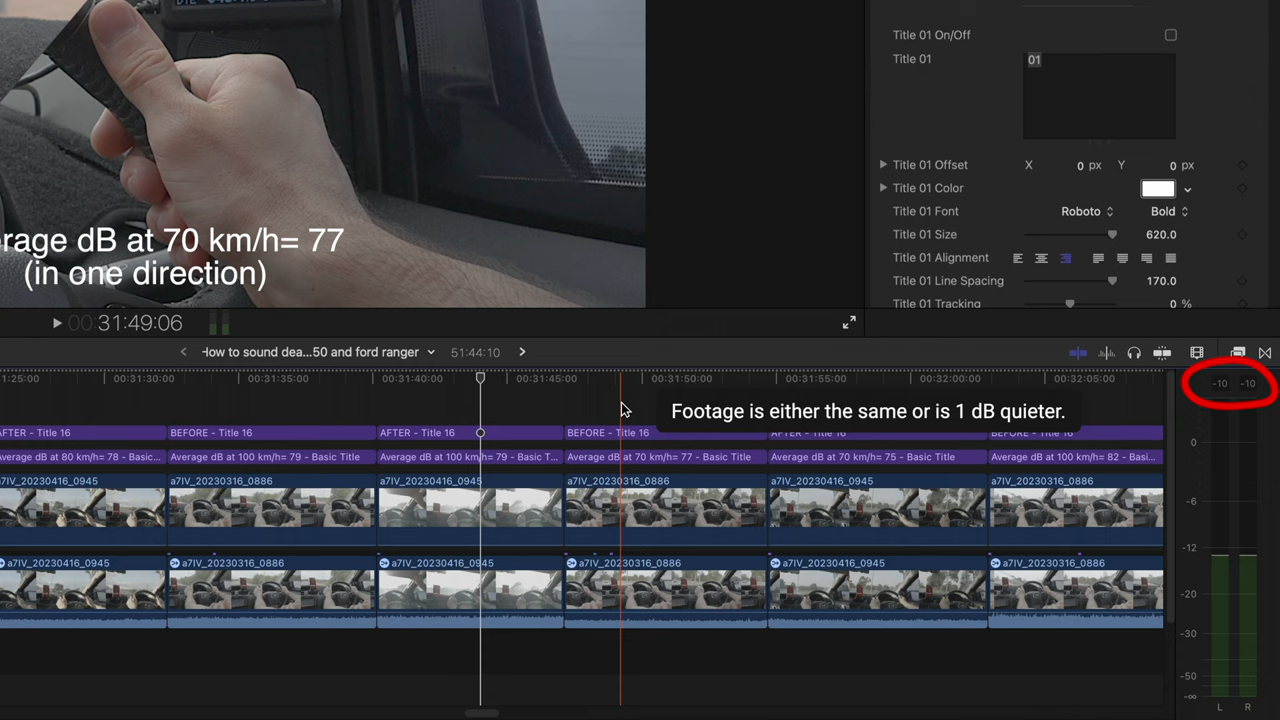 Title 01 On/Off
Title 01
01
Title 01 Offset X 0 px Y 0 px
Title 01 Color
Title 01 Font Roboto Bold
Title 01 Size 620.0
Title 01 Alignment
Title 01 Line Spacing 170.0
Title 01 Tracking 0 %
rage dB at 70 km/h= 77
(in one direction)
00:31:49:06
How to sound dea...50 and ford ranger 51:44:10
1:25:00 00:31:30:00 00:31:35:00 00:31:40:00 00:31:45:00 00:31:50:00 00:31:55:00 00:32:00:00 00:32:05:00
-10 -10
Footage is either the same or is 1 dB quieter.
AFTER - Title 16 BEFORE - Title 16 AFTER - Title 16 BEFORE - Title 16 AFTER - Title 16 BEFORE - Title 16
Average dB at 80 km/h= 78 - Basic... Average dB at 100 km/h= 79 - Basic Title Average dB at 100 km/h= 79 - Basic T... Average dB at 70 km/h= 77 - Basic Title Average dB at 70 km/h= 75 - Basic Title Average dB at 100 km/h= 82 - Basi...
a7IV_20230416_0945 a7IV_20230316_0886 a7IV_20230416_0945 a7IV_20230316_0886 a7IV_20230416_0945 a7IV_20230316_0886
a7IV_20230416_0945 a7IV_20230316_0886 a7IV_20230416_0945 a7IV_20230316_0886 a7IV_20230416_0945 a7IV_20230316_0886
0
-6
-12
-20
-30
-50
-∞
L R